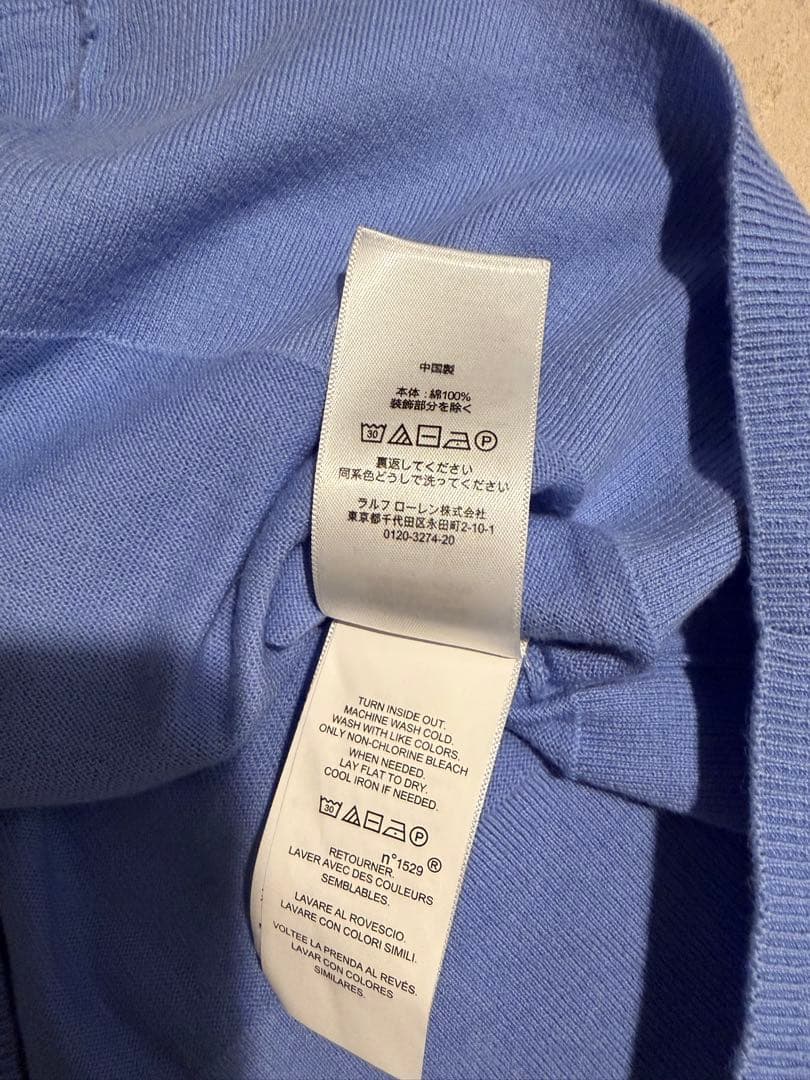 中国製
本体 : 綿100%
装飾部分を除く
30 P
裏返してください
同系色どうしで洗ってください
ラルフ ローレン株式会社
東京都千代田区永田町2-10-1
0120-3274-20
TURN INSIDE OUT.
MACHINE WASH COLD.
WASH WITH LIKE COLORS.
ONLY NON-CHLORINE BLEACH
WHEN NEEDED.
LAY FLAT TO DRY.
COOL IRON IF NEEDED.
30 P
n°1529 ®
RETOURNER.
LAVER AVEC DES COULEURS
SEMBLABLES.
LAVARE AL ROVESCIO.
LAVARE CON COLORI SIMILI.
VOLTEE LA PRENDA AL REVÉS.
LAVAR CON COLORES
SIMILARES.